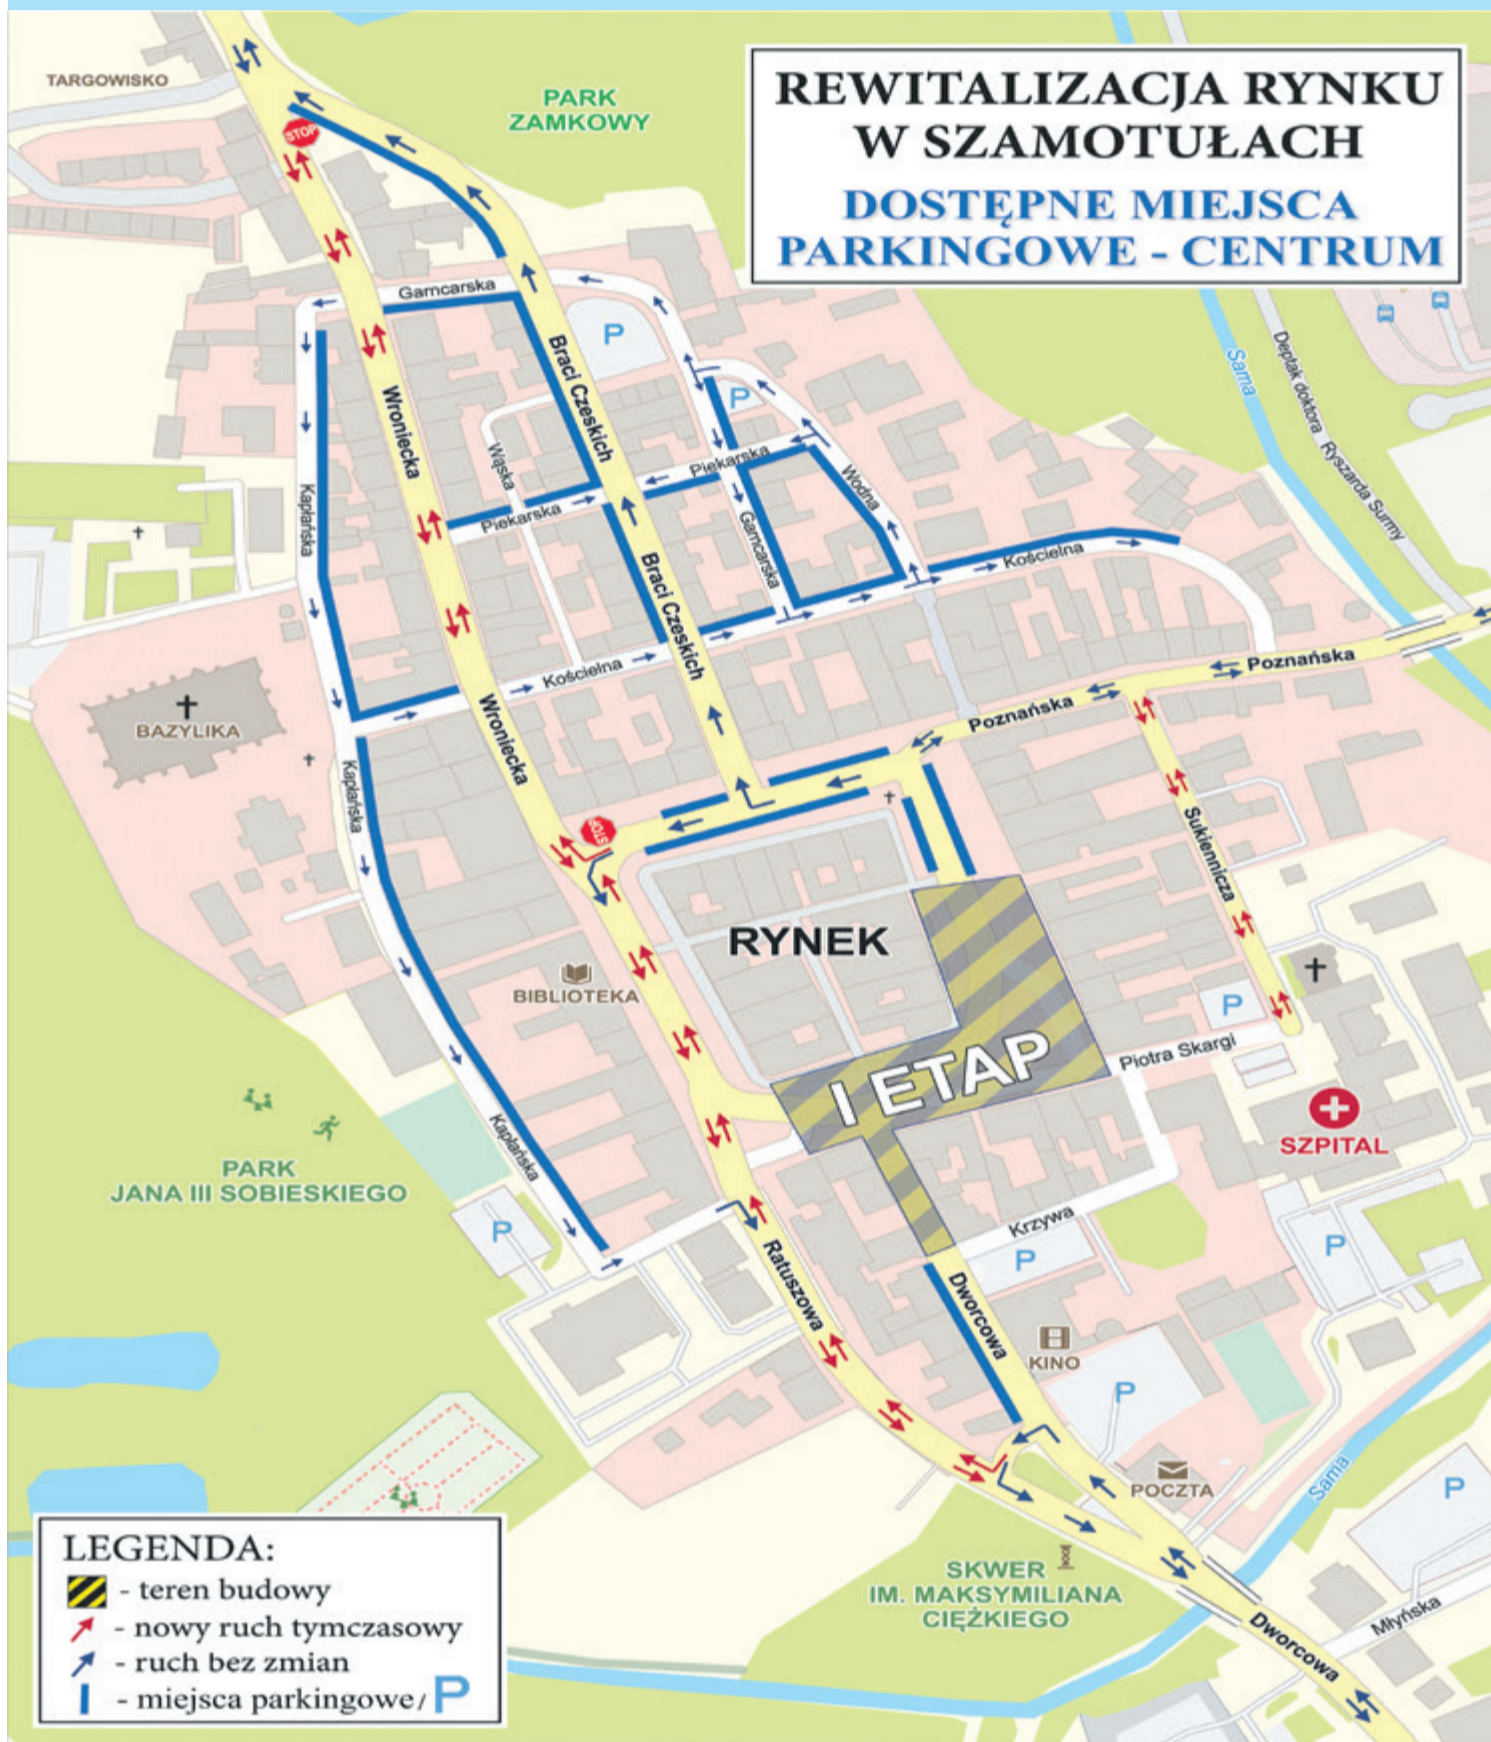 REWITALIZACJA RYNKU
W SZAMOTUŁACH
DOSTĘPNE MIEJSCA
PARKINGOWE - CENTRUM
TARGOWISKO
PARK
ZAMKOWY
STOP
Garncarska
P
Braci Czeskich
Wroniecka
P
Sama
Deptak doktora Ryszarda Surmy
Wąska
Piekarska
Piekarska
Wodna
Kapłańska
Garncarska
Kościelna
Braci Czeskich
Kościelna
Poznańska
Poznańska
BAZYLIKA
Wroniecka
Kapłańska
STOP
Sukiennicza
RYNEK
BIBLIOTEKA
P
I ETAP
Piotra Skargi
SZPITAL
Kapłańska
PARK
JANA III SOBIESKIEGO
P
Krzywa
P
P
Ratuszowa
Dworcowa
KINO
P
POCZTA
Sama
P
SKWER
IM. MAKSYMILIANA
CIĘŻKIEGO
Młyńska
Dworcowa
LEGENDA:
- teren budowy
- nowy ruch tymczasowy
- ruch bez zmian
- miejsca parkingowe/ P